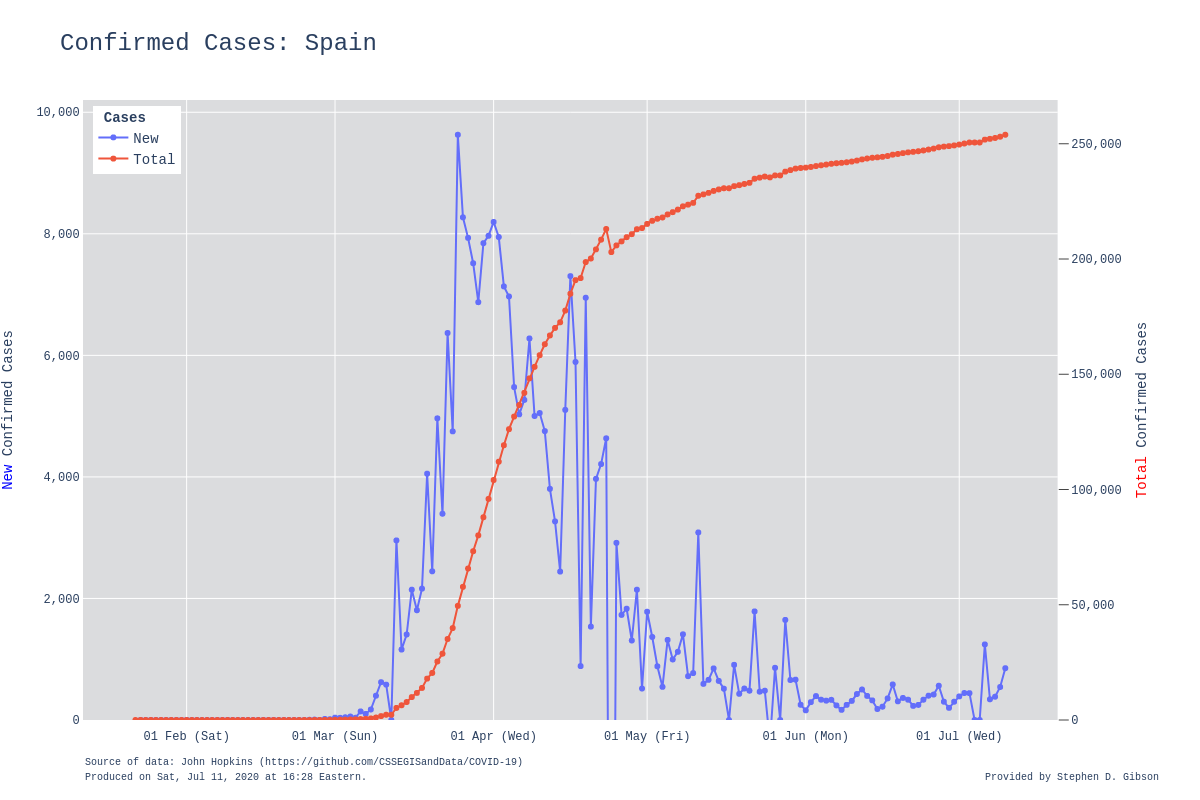 Confirmed Cases: Spain
Cases
New
Total
10,000
8,000
6,000
4,000
2,000
0
New Confirmed Cases
250,000
200,000
150,000
100,000
50,000
0
Total Confirmed Cases
01 Feb (Sat) 01 Mar (Sun) 01 Apr (Wed) 01 May (Fri) 01 Jun (Mon) 01 Jul (Wed)
Source of data: John Hopkins (https://github.com/CSSEGISandData/COVID-19)
Produced on Sat, Jul 11, 2020 at 16:28 Eastern.
Provided by Stephen D. Gibson